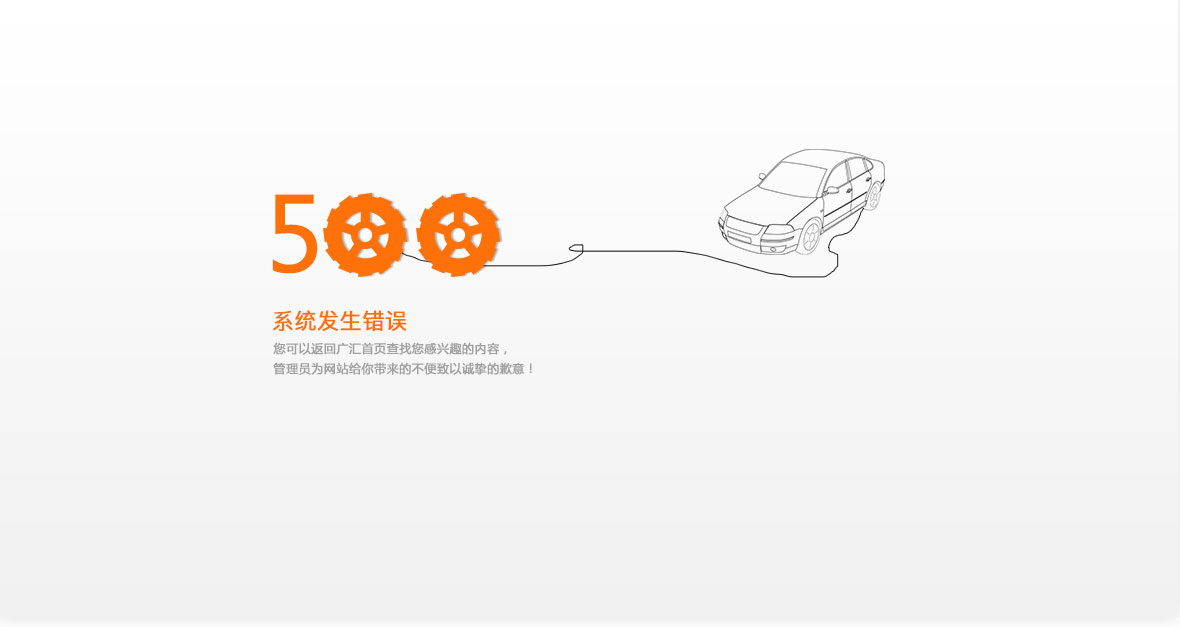 500
系统发生错误
您可以返回广汇首页查找您感兴趣的内容，
管理员为网站给你带来的不便致以诚挚的歉意！